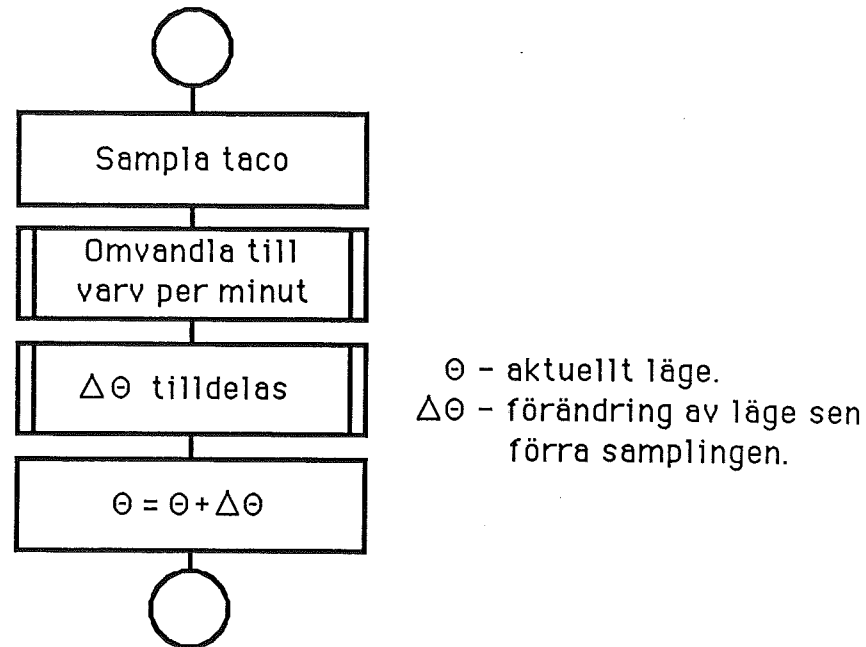 Sampla taco
Omvandla till
varv per minut
ΔΘ tilldelas
Θ = Θ+ΔΘ
Θ - aktuellt läge.
ΔΘ - förändring av läge sen
förra samplingen.